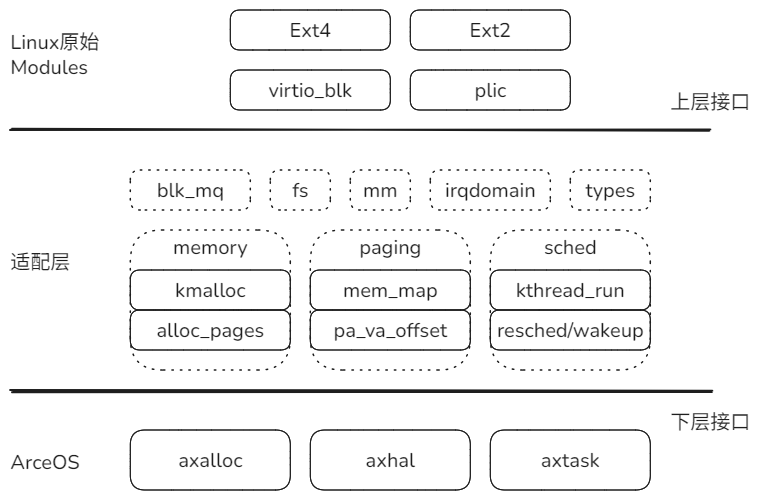 Linux原始
Modules
Ext4
Ext2
virtio_blk
plic
上层接口
适配层
blk_mq
fs
mm
irqdomain
types
memory
kmalloc
alloc_pages
paging
mem_map
pa_va_offset
sched
kthread_run
resched/wakeup
下层接口
ArceOS
axalloc
axhal
axtask